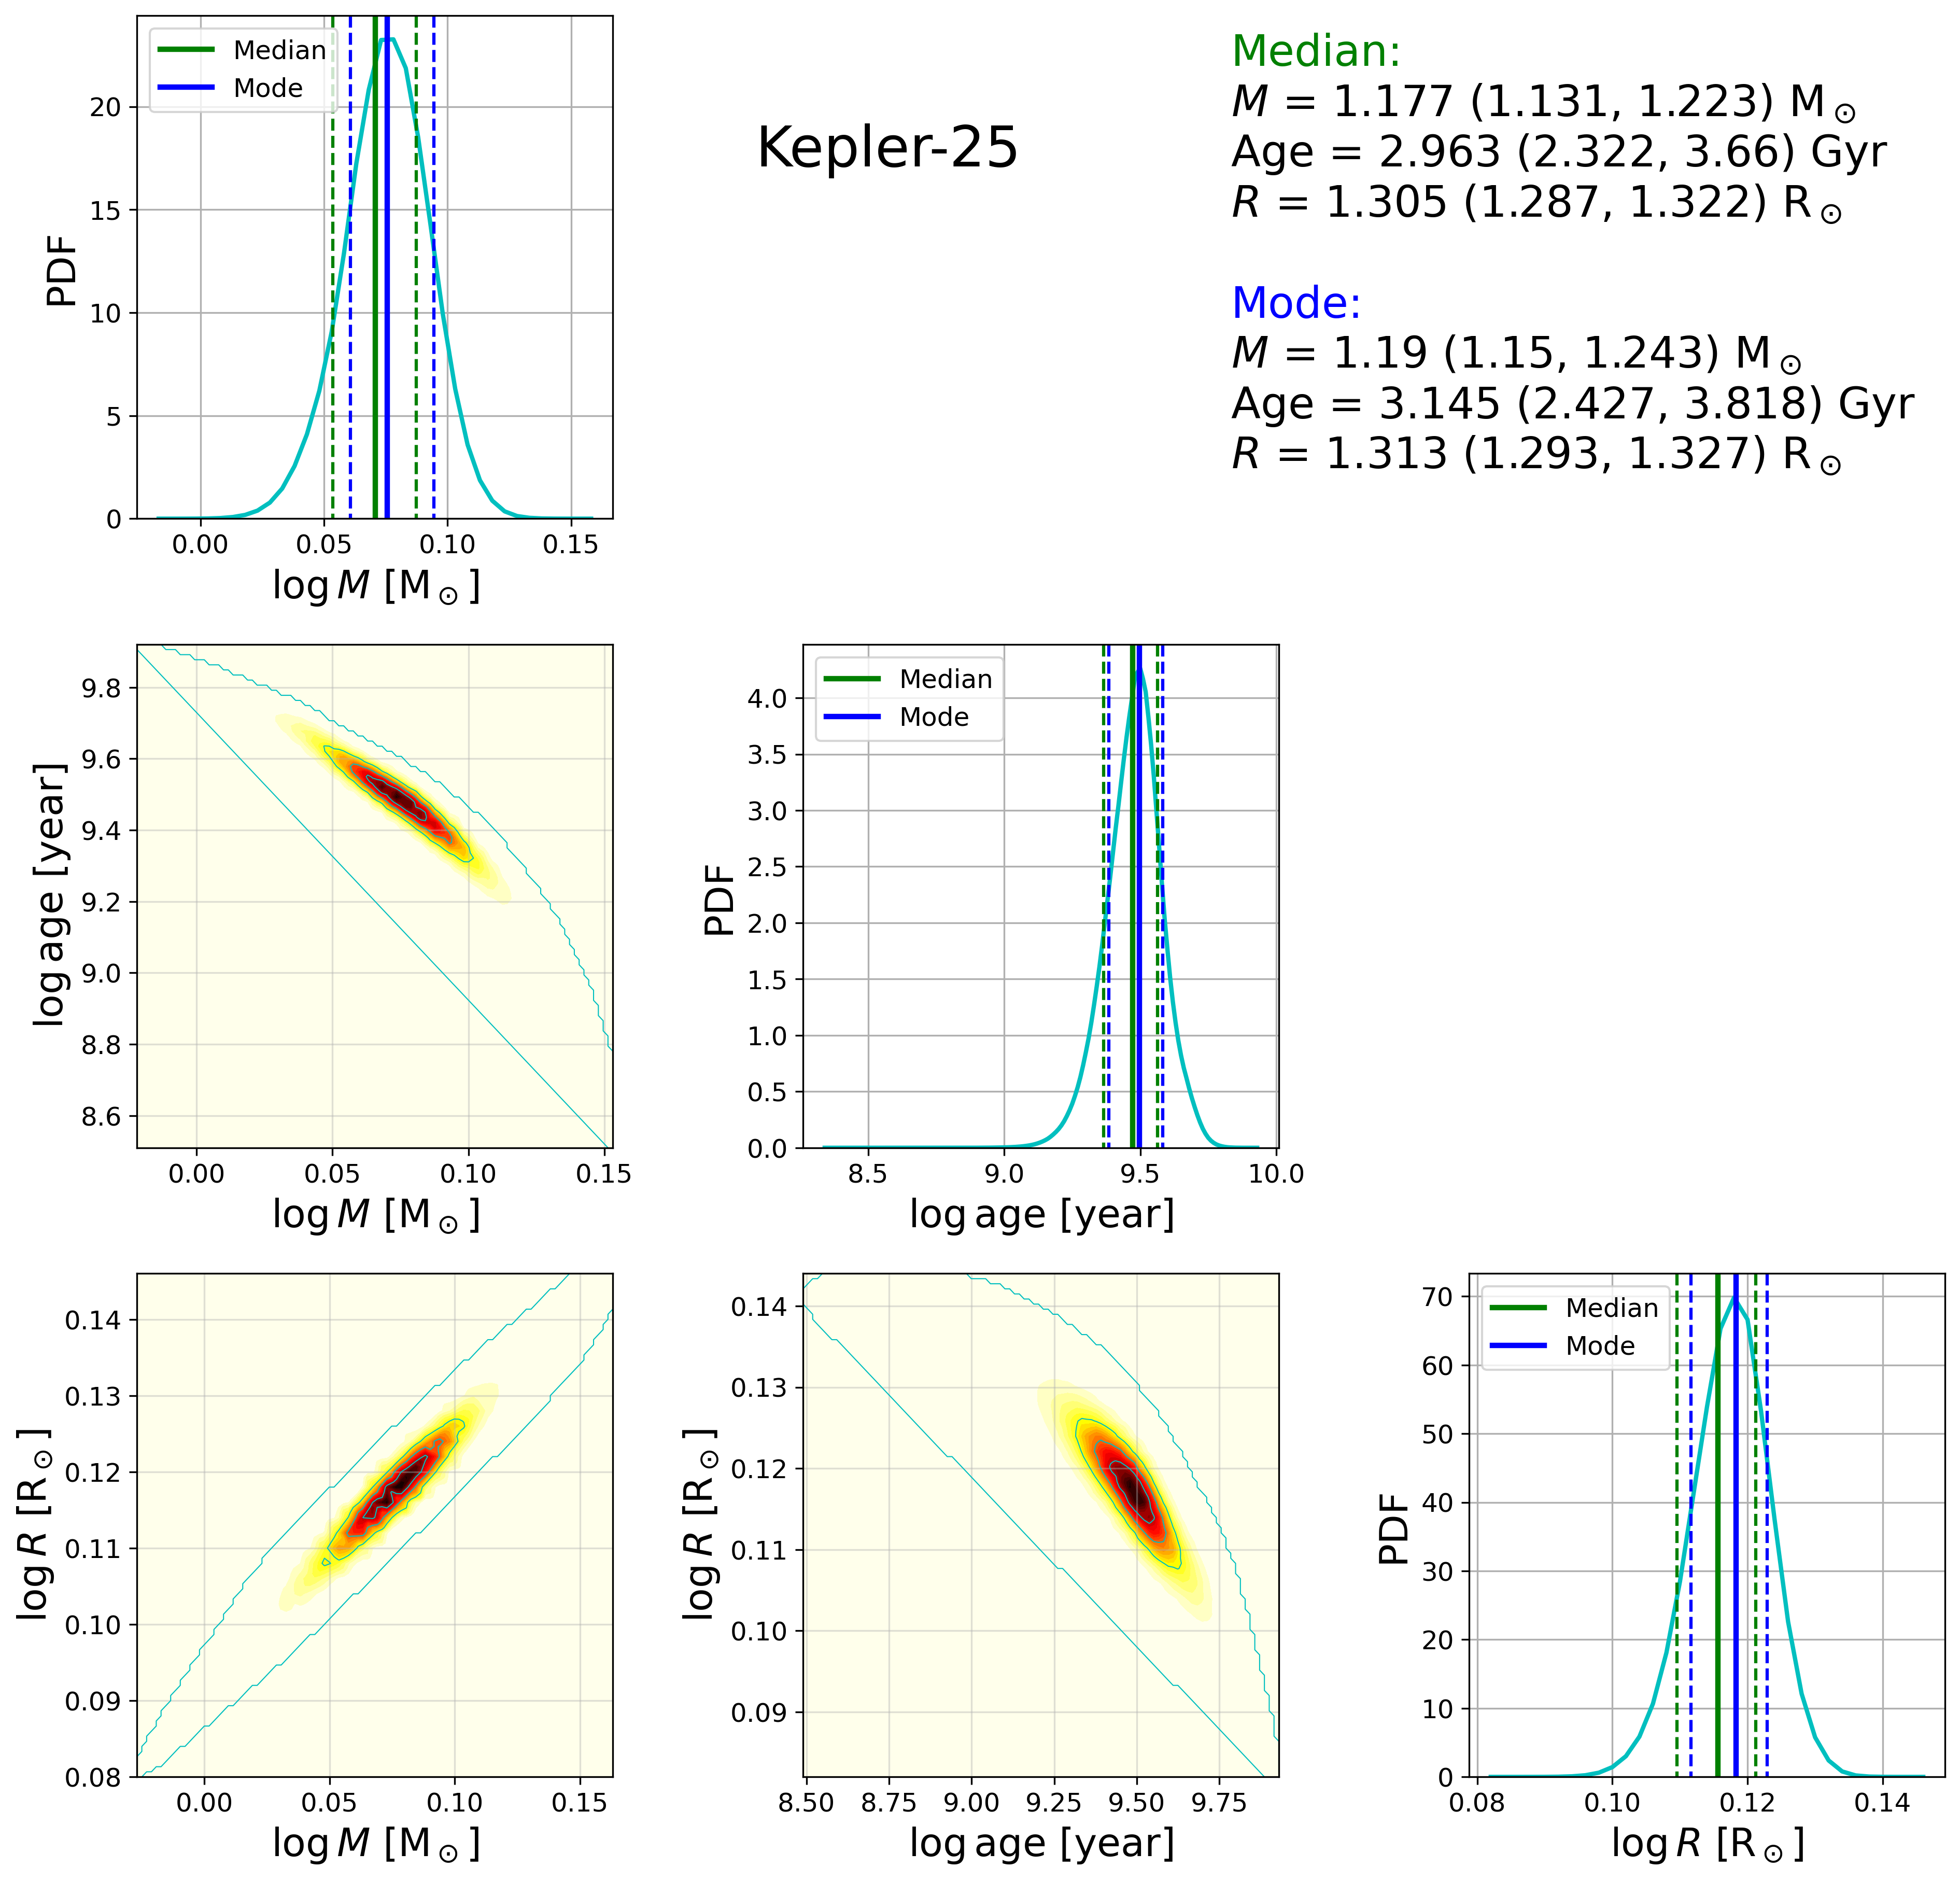 Median
Mode
20
15
10
5
0
PDF
0.00 0.05 0.10 0.15
log M [M⊙]
Kepler-25
Median:
M = 1.177 (1.131, 1.223) M⊙
Age = 2.963 (2.322, 3.66) Gyr
R = 1.305 (1.287, 1.322) R⊙
Mode:
M = 1.19 (1.15, 1.243) M⊙
Age = 3.145 (2.427, 3.818) Gyr
R = 1.313 (1.293, 1.327) R⊙
9.8
9.6
9.4
9.2
9.0
8.8
8.6
log age [year]
0.00 0.05 0.10 0.15
log M [M⊙]
Median
Mode
4.0
3.5
3.0
2.5
2.0
1.5
1.0
0.5
0.0
PDF
8.5 9.0 9.5 10.0
log age [year]
0.14
0.13
0.12
0.11
0.10
0.09
0.08
log R [R⊙]
0.00 0.05 0.10 0.15
log M [M⊙]
0.14
0.13
0.12
0.11
0.10
0.09
log R [R⊙]
8.50 8.75 9.00 9.25 9.50 9.75
log age [year]
Median
Mode
70
60
50
40
30
20
10
0
PDF
0.08 0.10 0.12 0.14
log R [R⊙]